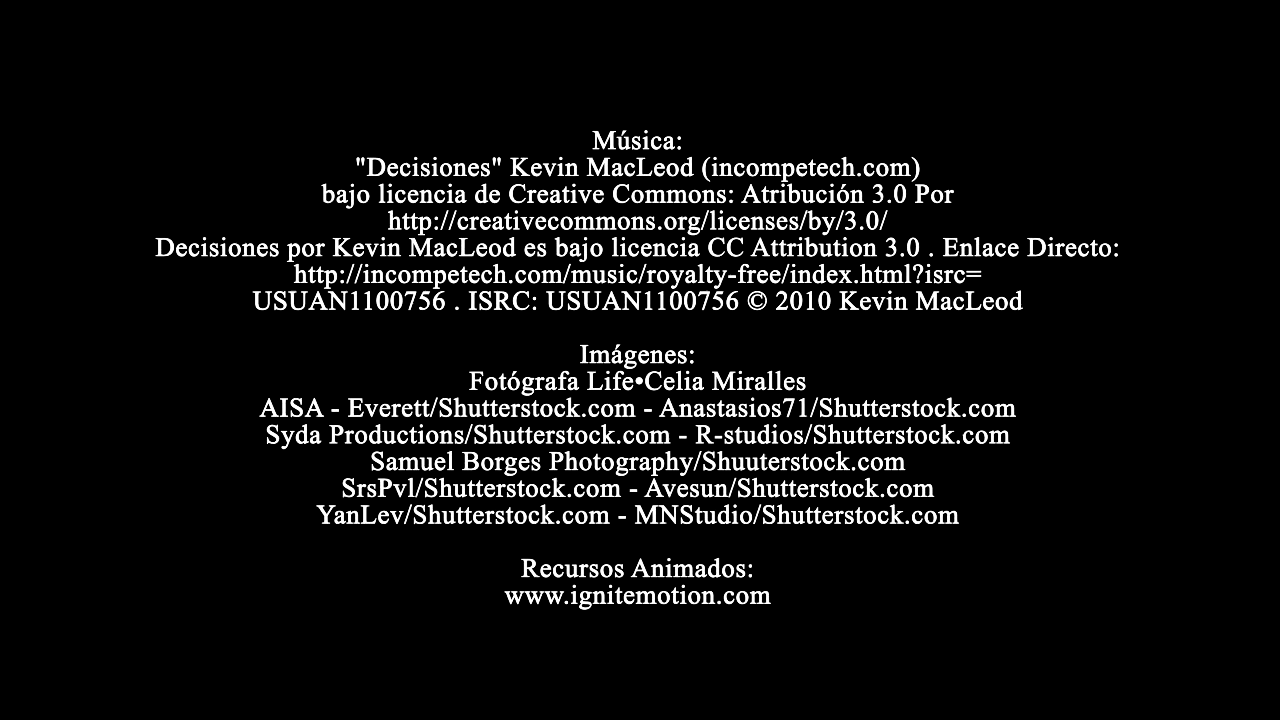 Música:
"Decisiones" Kevin MacLeod (incompetech.com)
bajo licencia de Creative Commons: Atribución 3.0 Por
http://creativecommons.org/licenses/by/3.0/
Decisiones por Kevin MacLeod es bajo licencia CC Attribution 3.0 . Enlace Directo:
http://incompetech.com/music/royalty-free/index.html?isrc=
USUAN1100756 . ISRC: USUAN1100756 © 2010 Kevin MacLeod
Imágenes:
Fotógrafa Life•Celia Miralles
AISA - Everett/Shutterstock.com - Anastasios71/Shutterstock.com
Syda Productions/Shutterstock.com - R-studios/Shutterstock.com
Samuel Borges Photography/Shuuterstock.com
SrsPvl/Shutterstock.com - Avesun/Shutterstock.com
YanLev/Shutterstock.com - MNStudio/Shutterstock.com
Recursos Animados:
www.ignitemotion.com